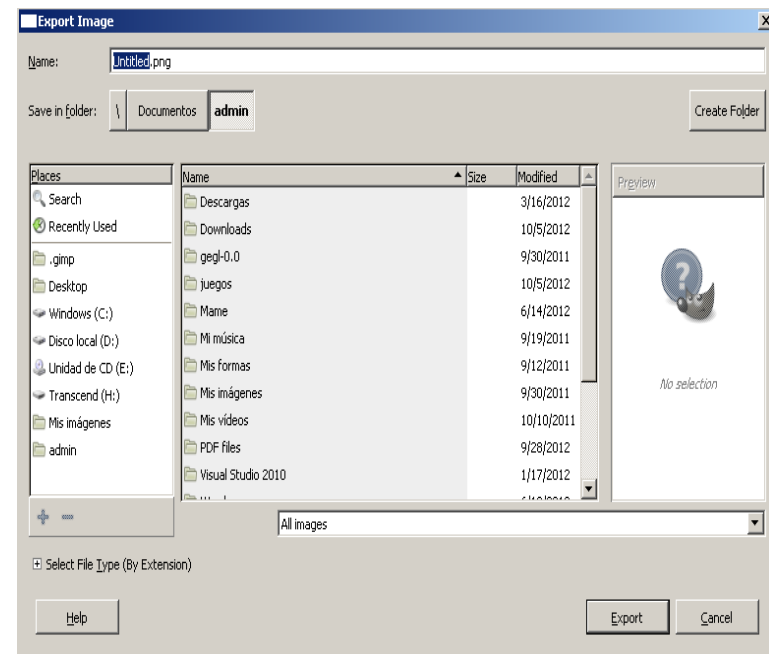 Export Image
Name: Untitled.png
Save in folder: \ Documentos admin Create Folder
Places
Search
Recently Used
.gimp
Desktop
Windows (C:)
Disco local (D:)
Unidad de CD (E:)
Transcend (H:)
Mis imágenes
admin
Name Size Modified
Descargas 3/16/2012
Downloads 10/5/2012
gegl-0.0 9/30/2011
juegos 10/5/2012
Mame 6/14/2012
Mi música 9/19/2011
Mis formas 9/12/2011
Mis imágenes 9/30/2011
Mis vídeos 10/10/2011
PDF files 9/28/2012
Visual Studio 2010 1/17/2012
Preview
No selection
All images
Select File Type (By Extension)
Help Export Cancel